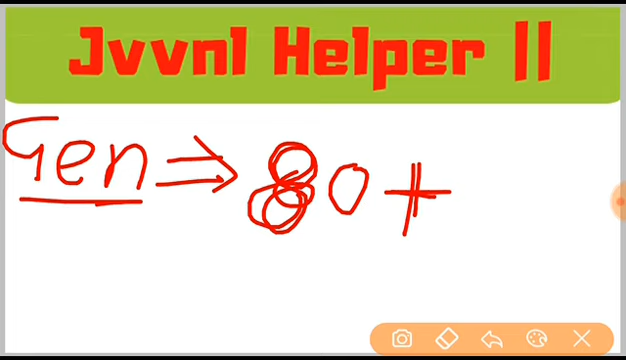 Jvvnl Helper II
Gen ⇒ 80+